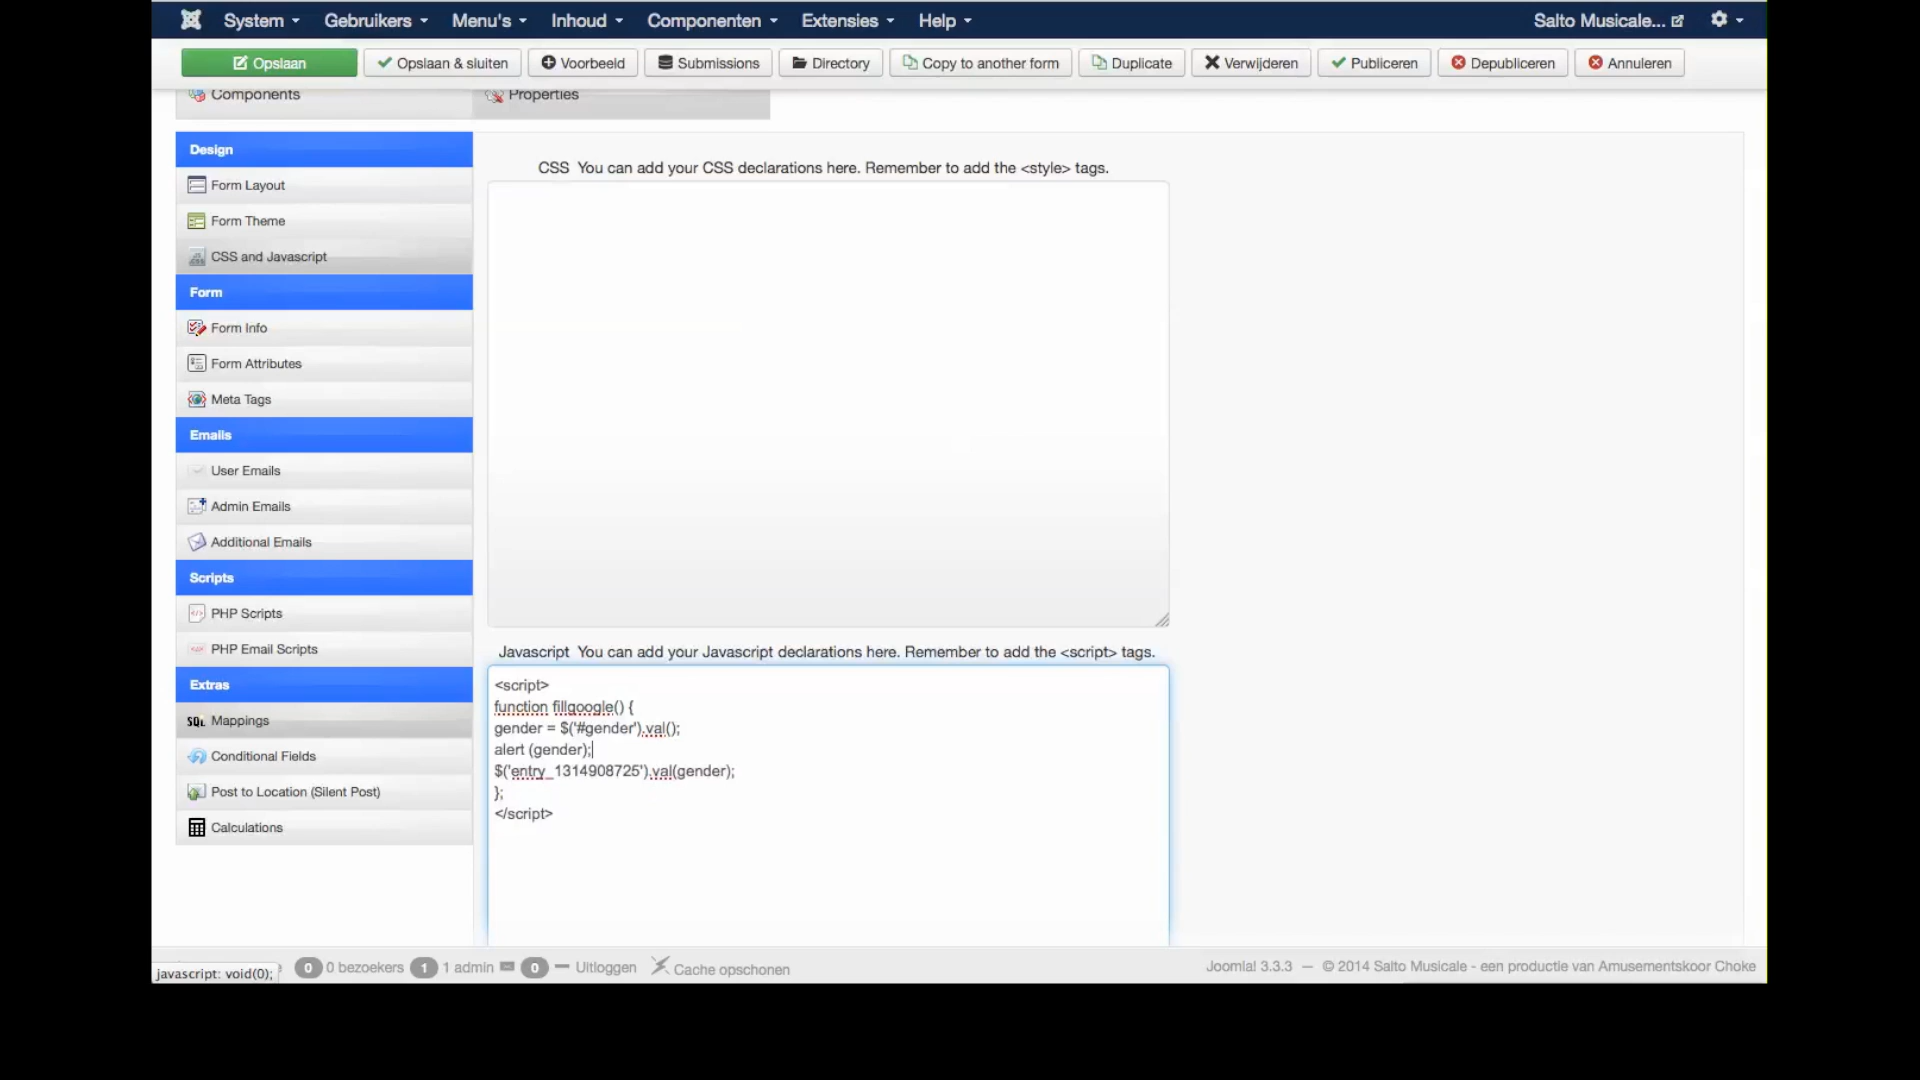 System Gebruikers Menu's Inhoud Componenten Extensies Help Salto Musicale...
Opslaan Opslaan & sluiten Voorbeeld Submissions Directory Copy to another form Duplicate Verwijderen Publiceren Depubliceren Annuleren
Components Properties
Design
Form Layout
Form Theme
CSS and Javascript
Form
Form Info
Form Attributes
Meta Tags
Emails
User Emails
Admin Emails
Additional Emails
Scripts
PHP Scripts
PHP Email Scripts
Extras
SQL Mappings
Conditional Fields
Post to Location (Silent Post)
Calculations
CSS You can add your CSS declarations here. Remember to add the <style> tags.
Javascript You can add your Javascript declarations here. Remember to add the <script> tags.
<script>
function fillgoogle() {
gender = $('#gender').val();
alert (gender);
$('entry_1314908725').val(gender);
};
</script>
javascript: void(0); 0 0 bezoekers 1 1 admin 0 Uitloggen Cache opschonen Joomla! 3.3.3 — © 2014 Salto Musicale - een productie van Amusementskoor Choke